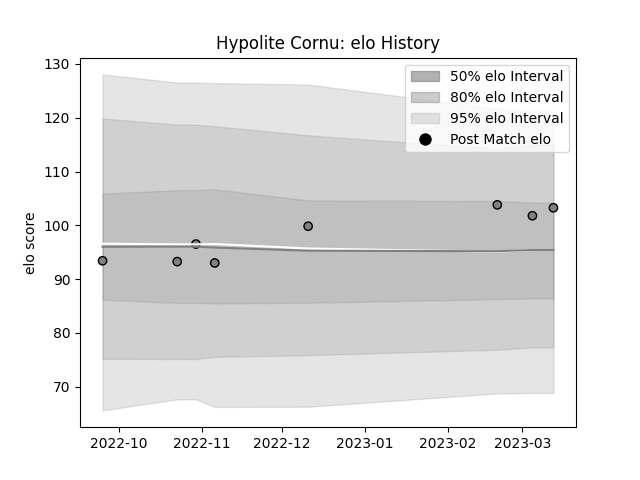 Hypolite Cornu: elo History
130
120
110
100
90
80
70
elo score
50% elo Interval
80% elo Interval
95% elo Interval
Post Match elo
2022-10
2022-11
2022-12
2023-01
2023-02
2023-03